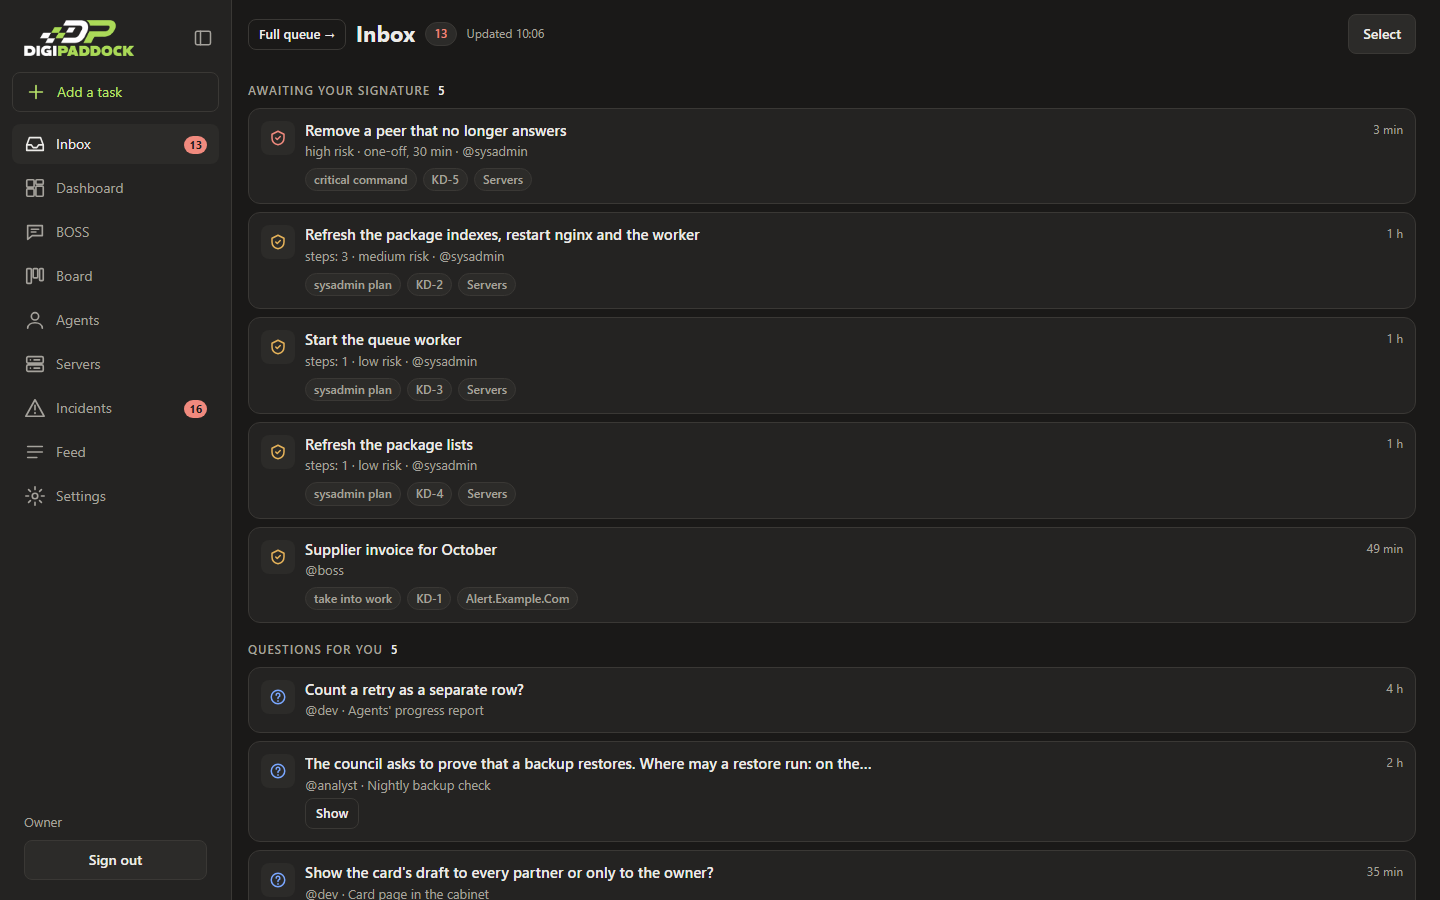 DP
DIGIPADDOCK
Add a task
Inbox 13
Dashboard
BOSS
Board
Agents
Servers
Incidents 16
Feed
Settings
Owner
Sign out
Full queue → Inbox 13 Updated 10:06
Select
AWAITING YOUR SIGNATURE 5
Remove a peer that no longer answers 3 min
high risk · one-off, 30 min · @sysadmin
critical command KD-5 Servers
Refresh the package indexes, restart nginx and the worker 1 h
steps: 3 · medium risk · @sysadmin
sysadmin plan KD-2 Servers
Start the queue worker 1 h
steps: 1 · low risk · @sysadmin
sysadmin plan KD-3 Servers
Refresh the package lists 1 h
steps: 1 · low risk · @sysadmin
sysadmin plan KD-4 Servers
Supplier invoice for October 49 min
@boss
take into work KD-1 Alert.Example.Com
QUESTIONS FOR YOU 5
Count a retry as a separate row? 4 h
@dev · Agents' progress report
The council asks to prove that a backup restores. Where may a restore run: on the... 2 h
@analyst · Nightly backup check
Show
Show the card's draft to every partner or only to the owner? 35 min
@dev · Card page in the cabinet